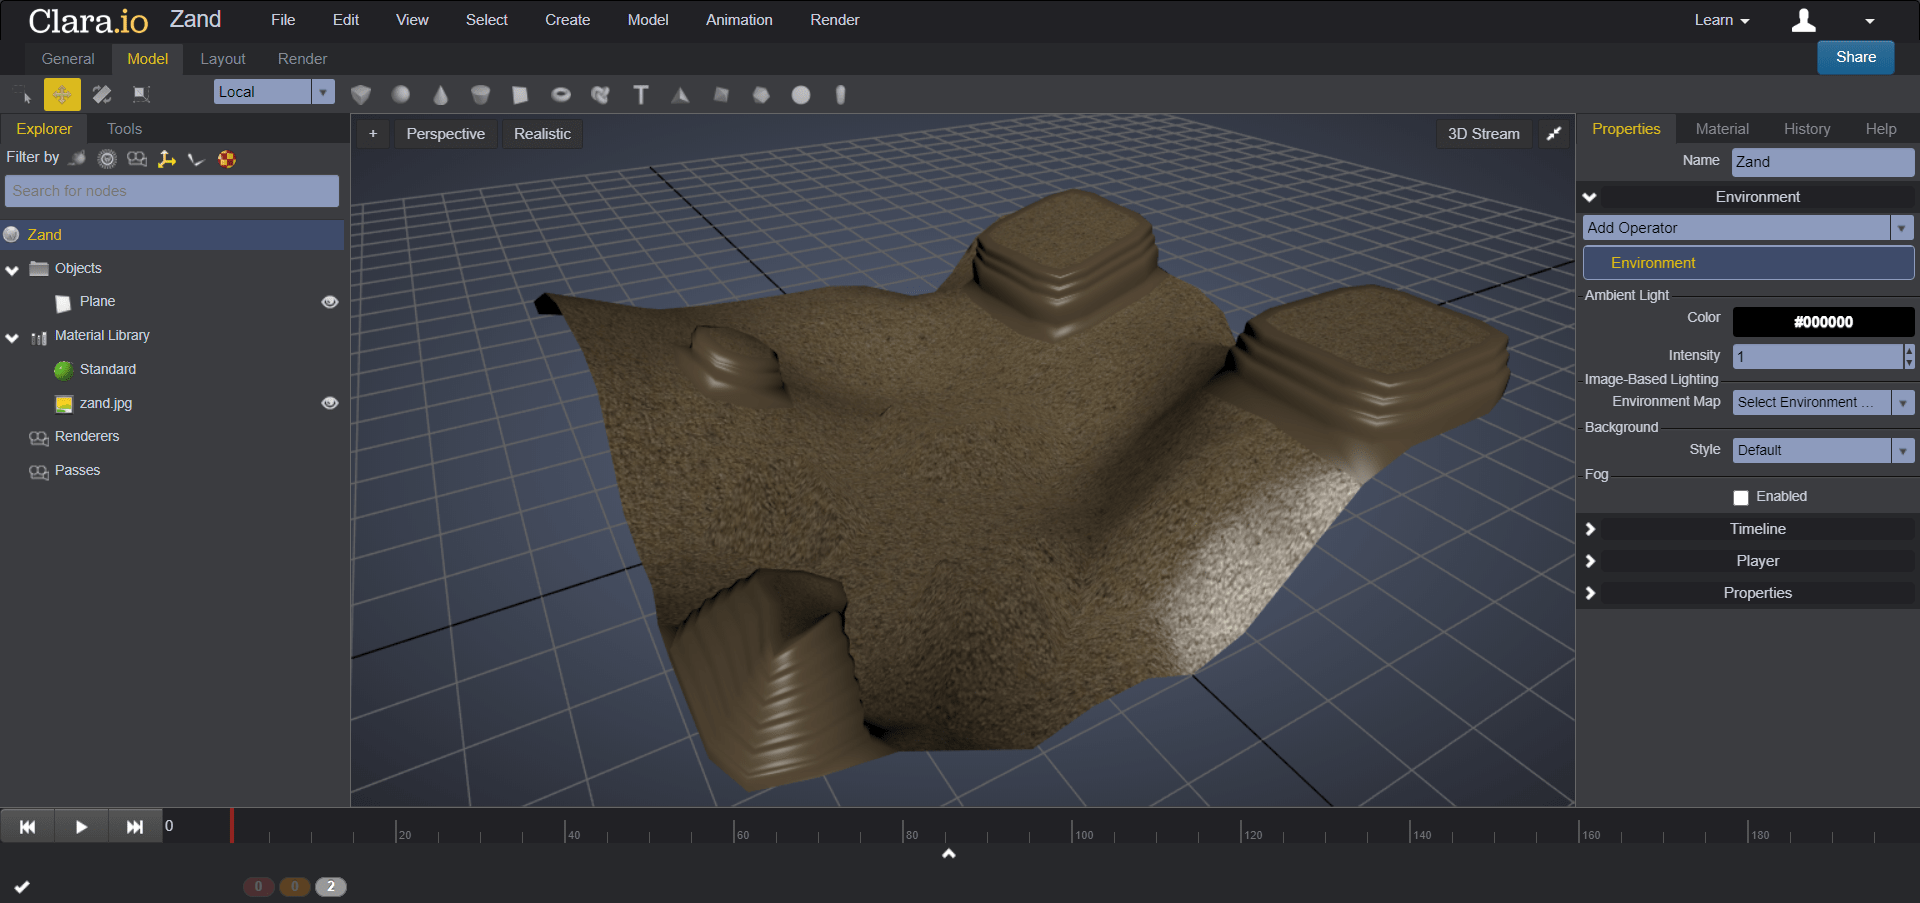 Clara.io Zand File Edit View Select Create Model Animation Render Learn
General Model Layout Render Share
Local
Explorer Tools
Filter by
Search for nodes
Zand
Objects
Plane
Material Library
Standard
zand.jpg
Renderers
Passes
+ Perspective Realistic 3D Stream
Properties Material History Help
Name Zand
Environment
Add Operator
Environment
Ambient Light
Color #000000
Intensity 1
Image-Based Lighting
Environment Map Select Environment ...
Background
Style Default
Fog
Enabled
Timeline
Player
Properties
0 20 40 60 80 100 120 140 160 180
0 0 2